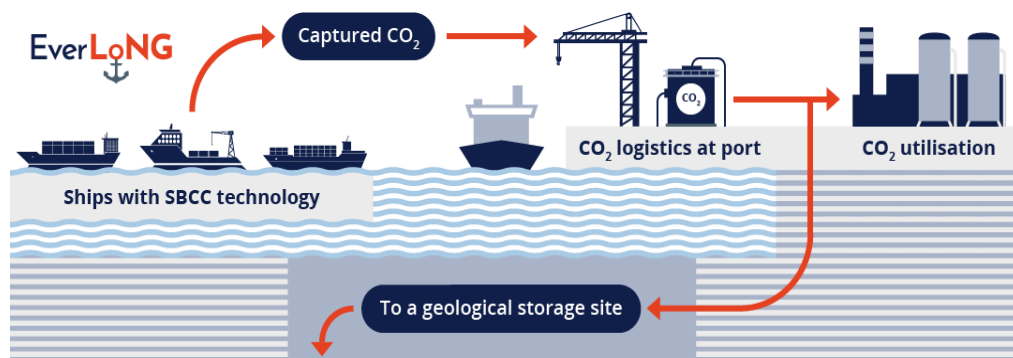 EverLoNG
Captured CO₂
CO₂
CO₂ logistics at port
CO₂ utilisation
Ships with SBCC technology
To a geological storage site